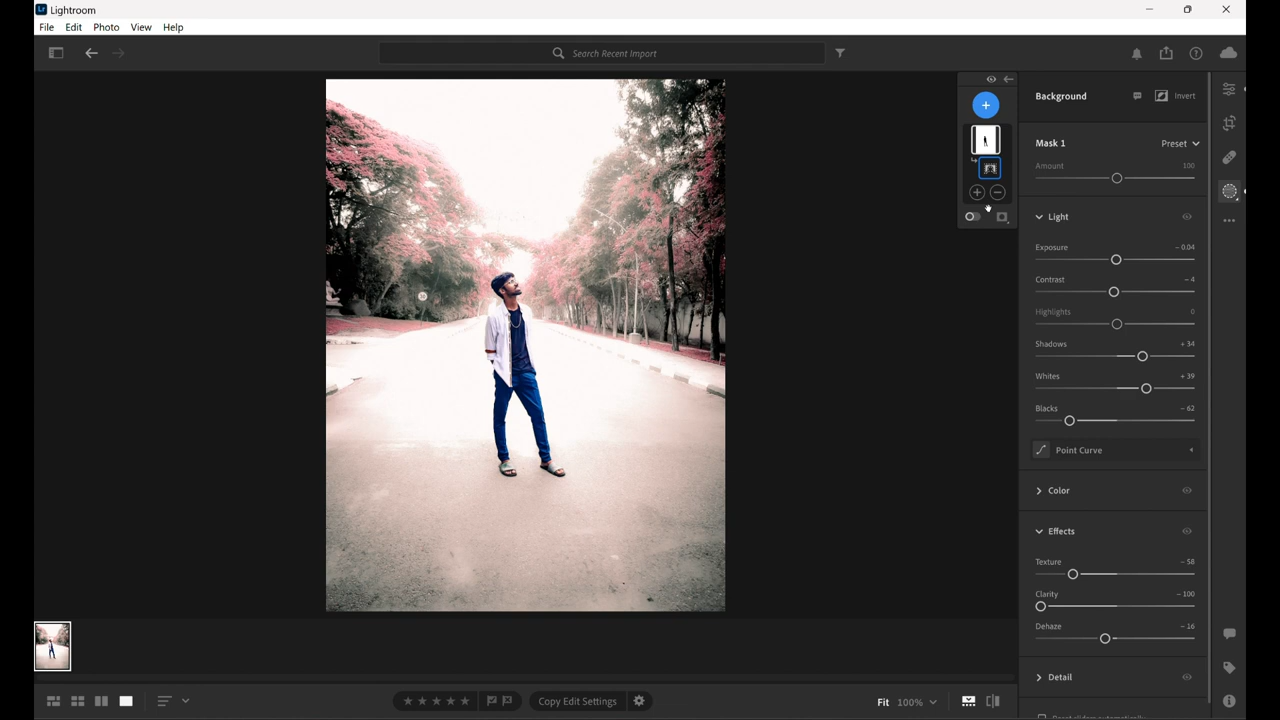 Lr Lightroom
File Edit Photo View Help
Search Recent Import
Background Invert
Mask 1 Preset
Amount 100
Light
Exposure - 0.04
Contrast - 4
Highlights 0
Shadows + 34
Whites + 39
Blacks - 62
Point Curve
Color
Effects
Texture - 58
Clarity - 100
Dehaze - 16
Detail
Copy Edit Settings Fit 100%